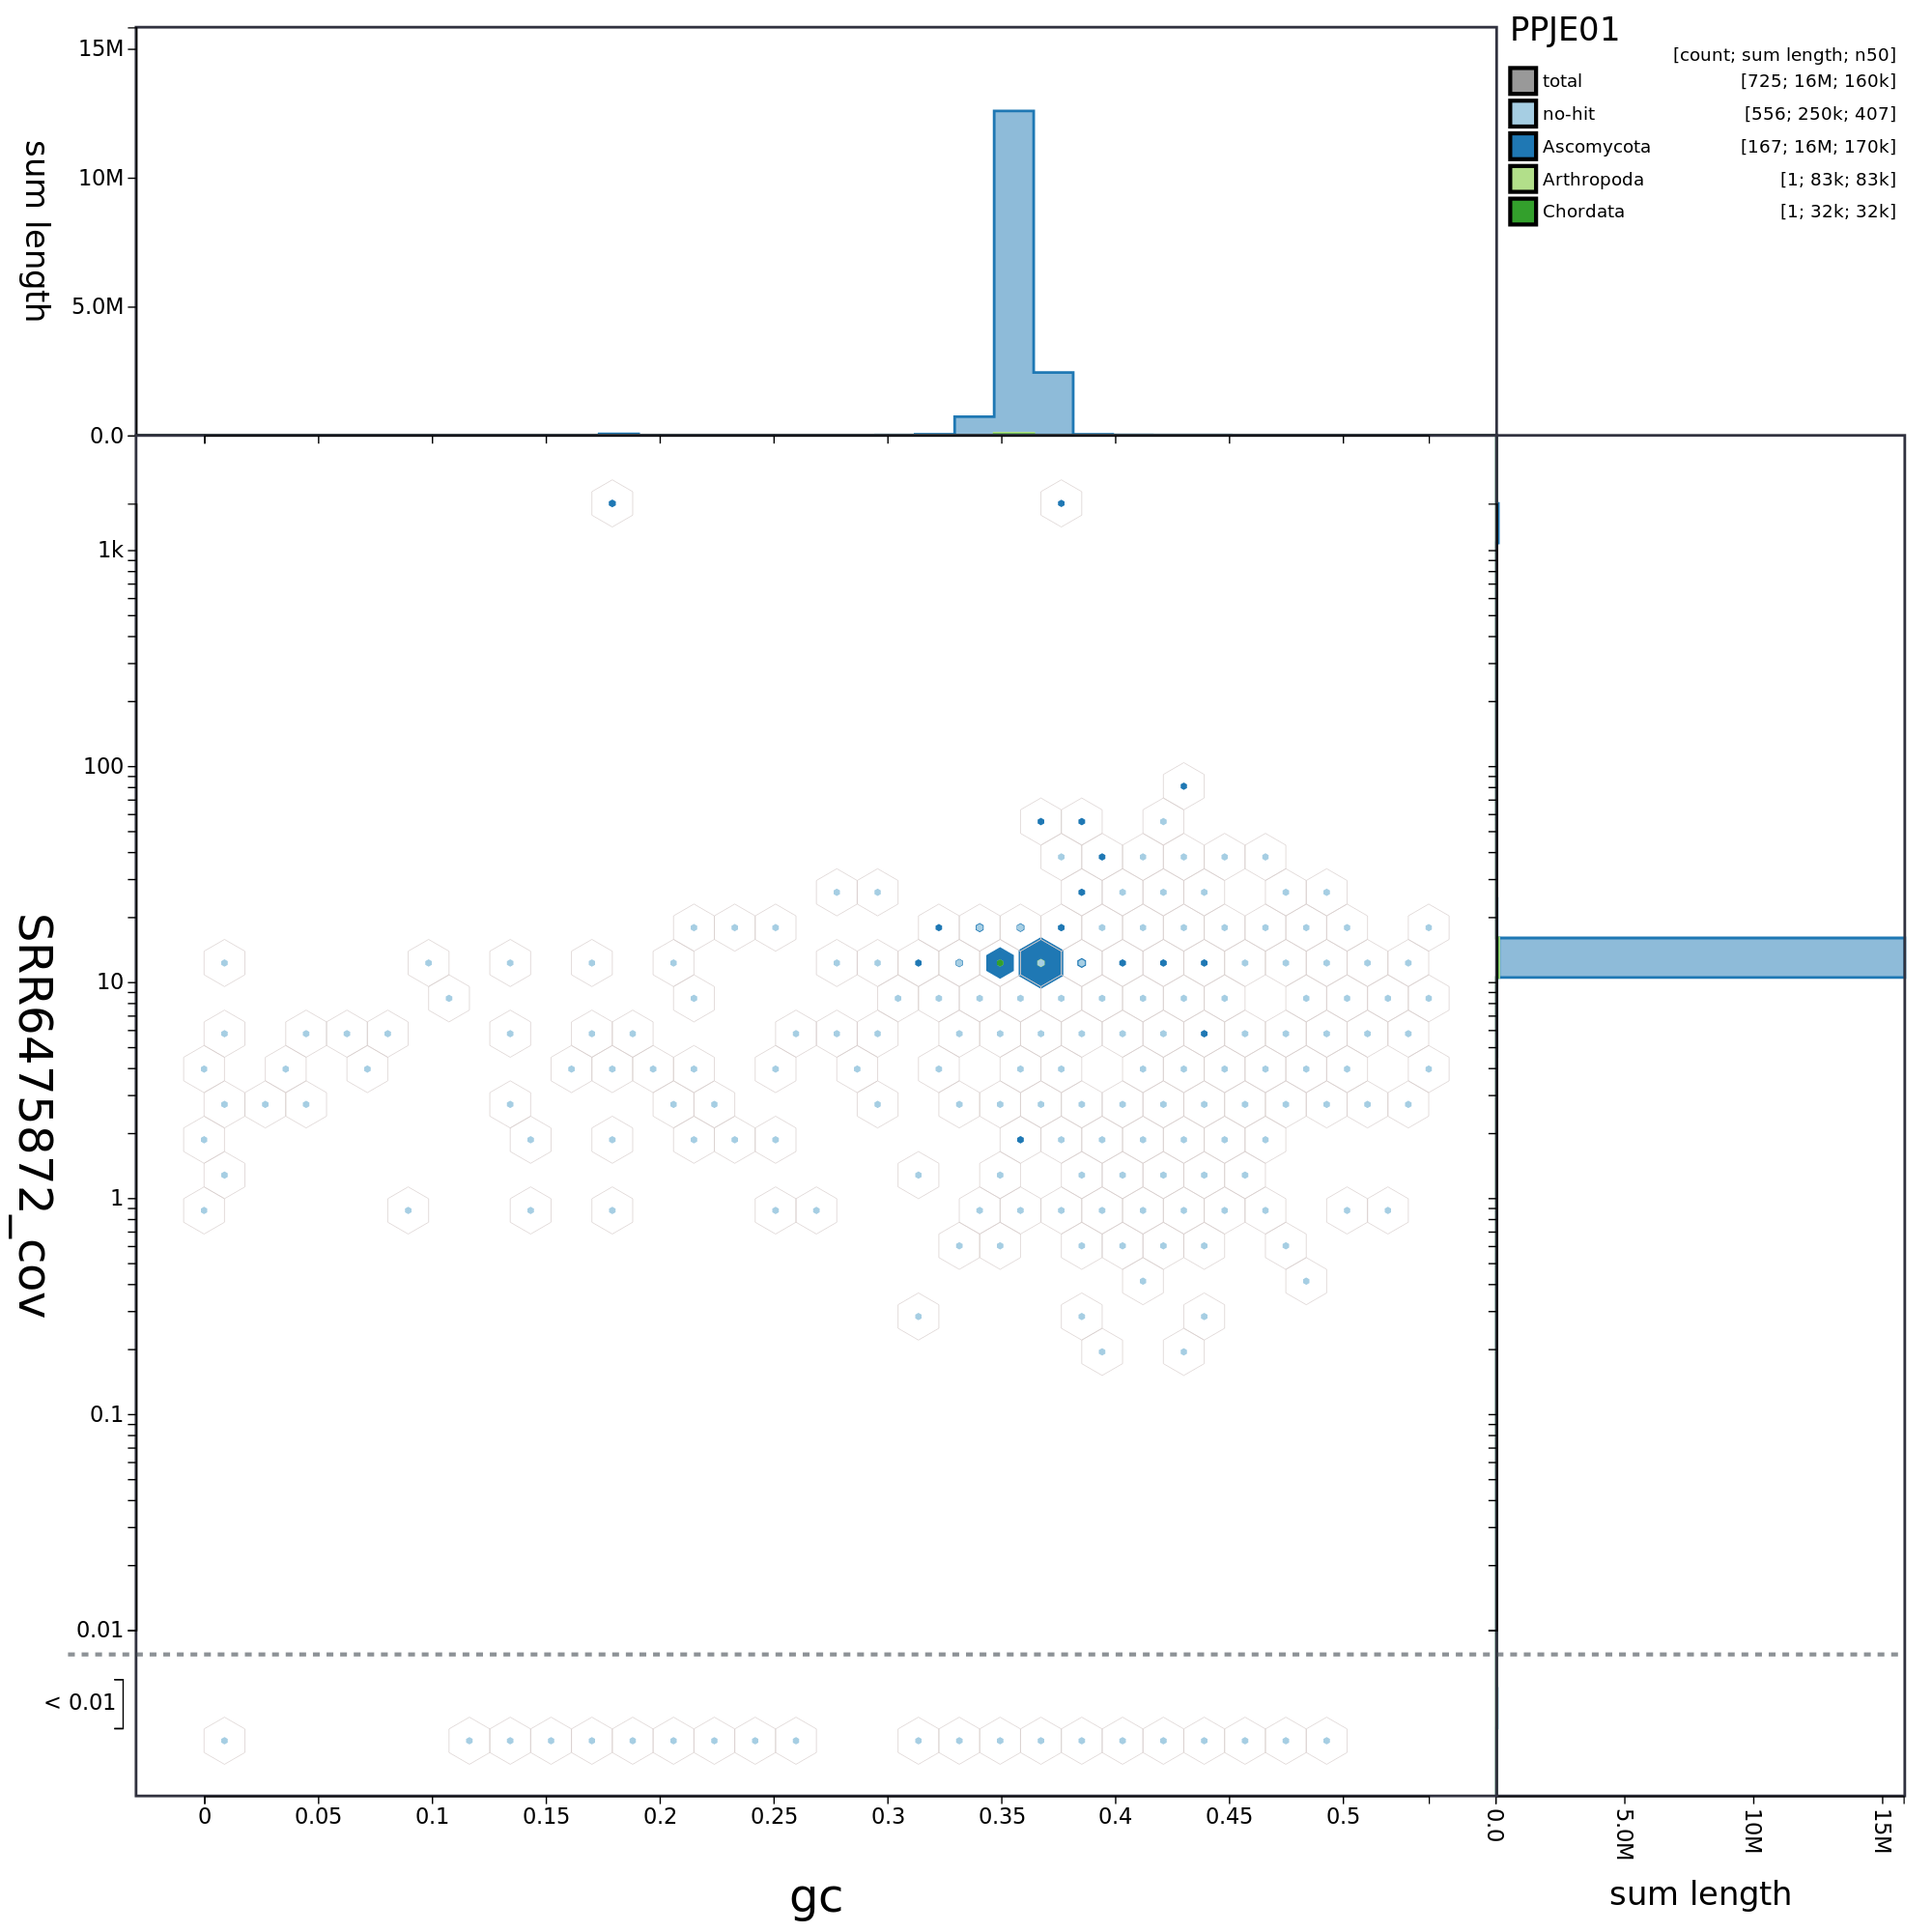 PPJE01
[count; sum length; n50]
total [725; 16M; 160k]
no-hit [556; 250k; 407]
Ascomycota [167; 16M; 170k]
Arthropoda [1; 83k; 83k]
Chordata [1; 32k; 32k]
sum length
15M
10M
5.0M
0.0
SRR6475872_cov
1k
100
10
1
0.1
0.01
< 0.01
0 0.05 0.1 0.15 0.2 0.25 0.3 0.35 0.4 0.45 0.5
gc
0.0 5.0M 10M 15M
sum length